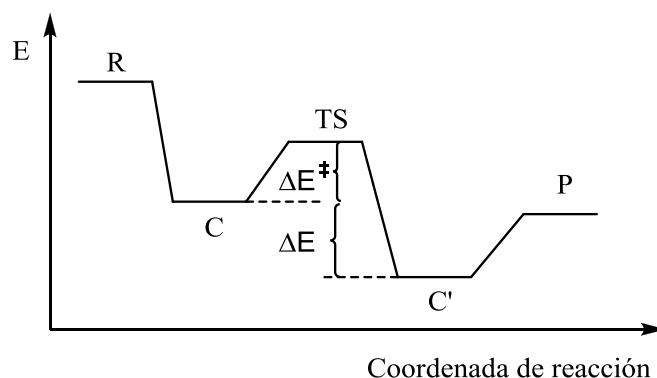 E
R
TS
ΔE‡
C
P
ΔE
C'
Coordenada de reacción